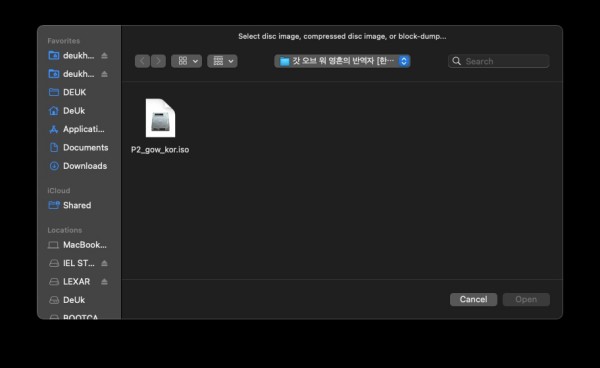 Select disc image, compressed disc image, or block-dump...
Favorites
deukh...
deukh...
DEUK
DeUk
Applicati...
Documents
Downloads
iCloud
Shared
Locations
MacBook...
IEL ST...
LEXAR
DeUk
BOOTCA
갓 오브 워 영혼의 반역자 [한...
Search
P2_gow_kor.iso
Cancel
Open